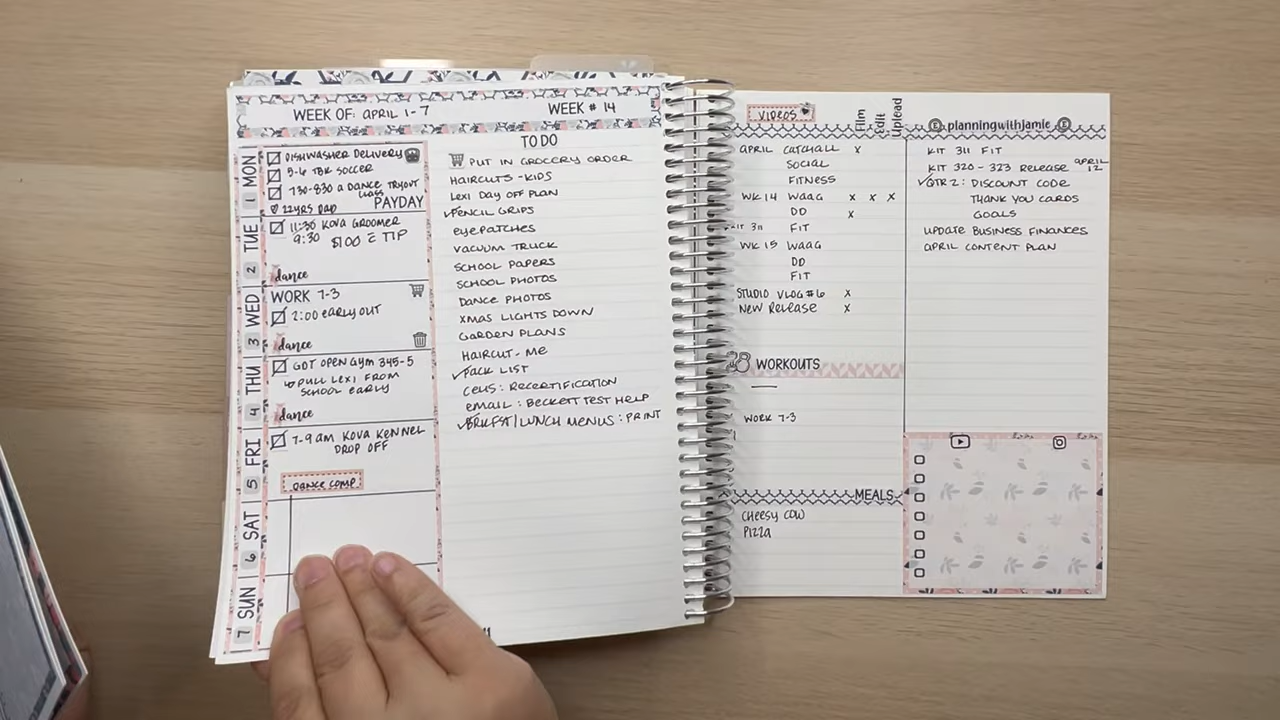 WEEK OF: APRIL 1-7
WEEK # 14
1 MON
DISHWASHER DELIVERY
5-6 TBK SOCCER
730-830 A DANCE TRYOUT
CLASS
PAYDAY
22YRS DAD
2 TUE
11:30 KOVA GROOMER
9:30 $100 C TIP
dance
3 WED
WORK 7-3
2:00 EARLY OUT
dance
4 THU
GOT OPEN GYM 345-5
PULL LEXI FROM
SCHOOL EARLY
dance
5 FRI
7-9 AM KOVA KENNEL
DROP OFF
DANCE COMP
6 SAT
7 SUN
TO DO
PUT IN GROCERY ORDER
HAIRCUTS - KIDS
LEXI DAY OFF PLAN
PENCIL GRIPS
EYEPATCHES
VACUUM TRUCK
SCHOOL PAPERS
SCHOOL PHOTOS
DANCE PHOTOS
XMAS LIGHTS DOWN
GARDEN PLANS
HAIRCUT - ME
PACK LIST
CEUS: RECERTIFICATION
EMAIL: BECKETT TEST HELP
BRKFST/LUNCH MENUS: PRINT
VIDEOS
Film
Edit
Upload
APRIL CATCHALL X
SOCIAL
FITNESS
WK 14 WAAG X X X
DD X
KIT 311 FIT
WK 15 WAAG
DD
FIT
STUDIO VLOG #6 X
NEW RELEASE X
WORKOUTS
WORK 7-3
MEALS
CHEESY COW
PIZZA
planningwithjamie
KIT 311 FIT
KIT 320 - 323 RELEASE APRIL
12
QTR 2: DISCOUNT CODE
THANK YOU CARDS
GOALS
UPDATE BUSINESS FINANCES
APRIL CONTENT PLAN